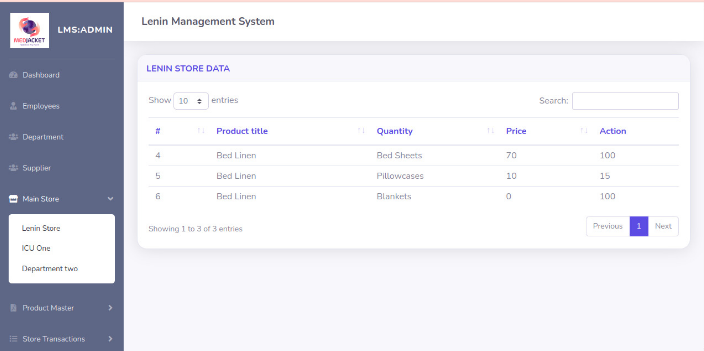 MEDJACKET
LMS:ADMIN
Dashboard
Employees
Department
Supplier
Main Store
Lenin Store
ICU One
Department two
Product Master
Store Transactions
Lenin Management System
LENIN STORE DATA
Show 10 entries
Search:
# Product title Quantity Price Action
4 Bed Linen Bed Sheets 70 100
5 Bed Linen Pillowcases 10 15
6 Bed Linen Blankets 0 100
Showing 1 to 3 of 3 entries
Previous 1 Next